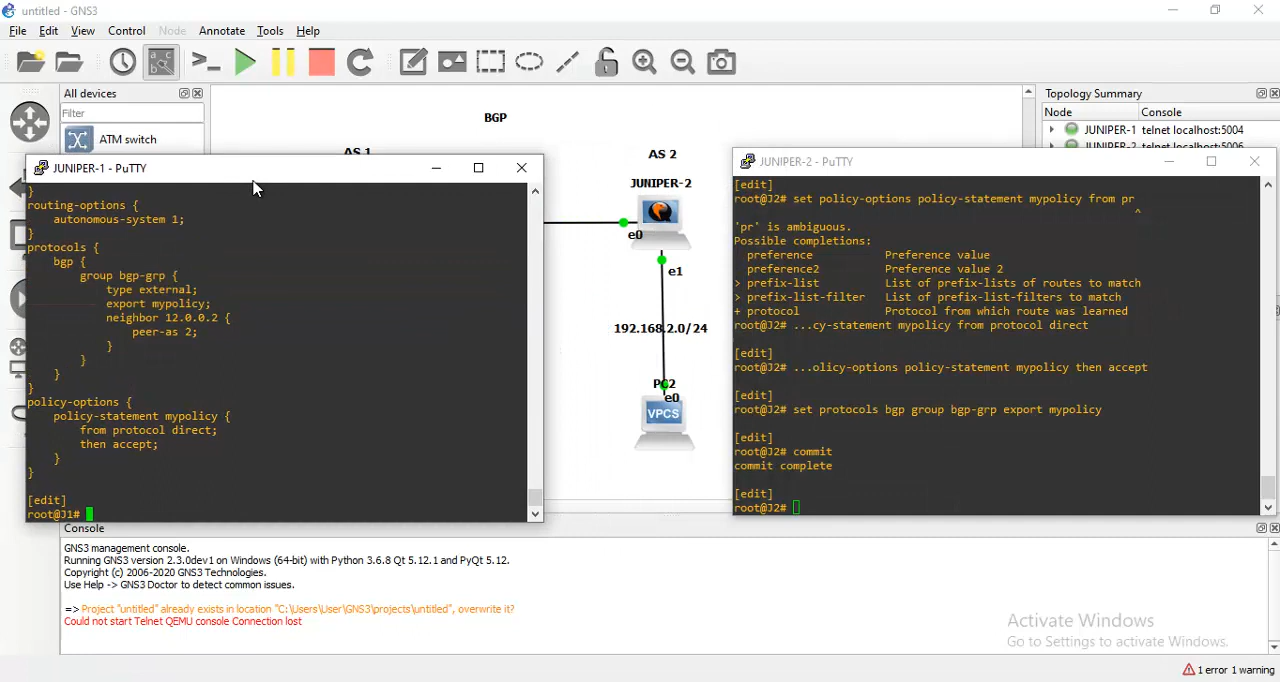 untitled - GNS3
File Edit View Control Node Annotate Tools Help
All devices
Filter
ATM switch
BGP
AS 1
AS 2
JUNIPER-2
e0
e1
192.168.2.0/24
PC2
e0
VPCS
Topology Summary
Node Console
JUNIPER-1 telnet localhost:5004
JUNIPER-2 telnet localhost:5006
JUNIPER-1 - PuTTY
}
routing-options {
autonomous-system 1;
}
protocols {
bgp {
group bgp-grp {
type external;
export mypolicy;
neighbor 12.0.0.2 {
peer-as 2;
}
}
}
}
policy-options {
policy-statement mypolicy {
from protocol direct;
then accept;
}
}
[edit]
root@J1#
JUNIPER-2 - PuTTY
[edit]
root@J2# set policy-options policy-statement mypolicy from pr
^
'pr' is ambiguous.
Possible completions:
preference Preference value
preference2 Preference value 2
> prefix-list List of prefix-lists of routes to match
> prefix-list-filter List of prefix-list-filters to match
+ protocol Protocol from which route was learned
root@J2# ...cy-statement mypolicy from protocol direct
[edit]
root@J2# ...olicy-options policy-statement mypolicy then accept
[edit]
root@J2# set protocols bgp group bgp-grp export mypolicy
[edit]
root@J2# commit
commit complete
[edit]
root@J2#
Console
GNS3 management console.
Running GNS3 version 2.3.0dev1 on Windows (64-bit) with Python 3.6.8 Qt 5.12.1 and PyQt 5.12.
Copyright (c) 2006-2020 GNS3 Technologies.
Use Help -> GNS3 Doctor to detect common issues.
=> Project "untitled" already exists in location "C:\Users\User\GNS3\projects\untitled", overwrite it?
Could not start Telnet QEMU console Connection lost
Activate Windows
Go to Settings to activate Windows.
1 error 1 warning